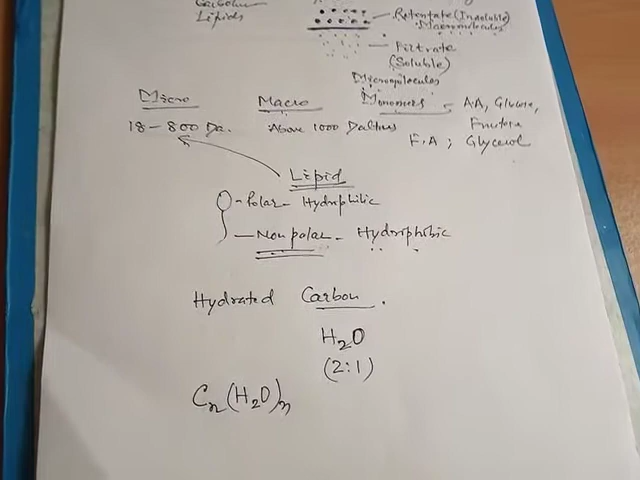 Lipids
Retentate (Insoluble)
Macromolecules
Filtrate
(Soluble)
Micromolecules
Micro
Macro
Monomers - AA, Glucose,
18 - 800 Da.
Above 1000 Daltons
Fructose
F.A ; Glycerol
Lipid
- Polar - Hydrophilic
- Non polar - Hydrophobic
Hydrated Carbon .
H2O
(2:1)
Cn(H2O)n